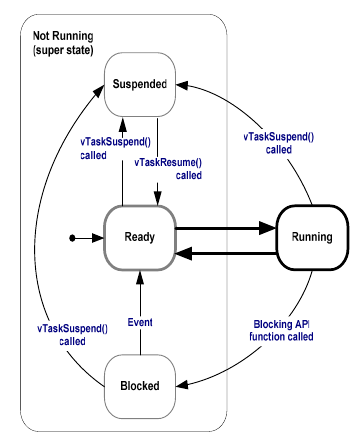 Not Running
(super state)
Suspended
vTaskSuspend()
called
vTaskResume()
called
vTaskSuspend()
called
Ready
Running
Event
vTaskSuspend()
called
Blocking API
function called
Blocked